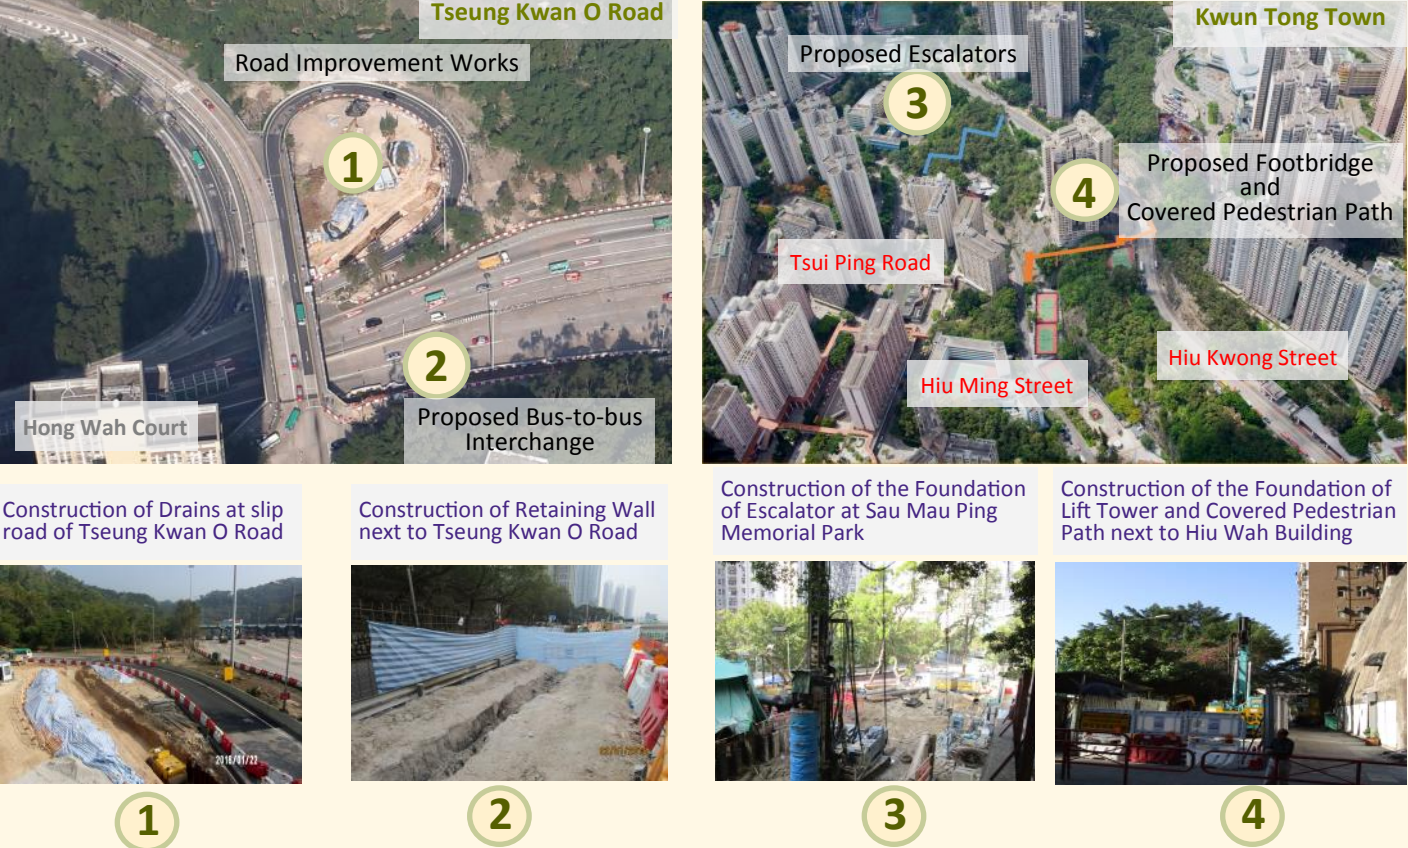 Tseung Kwan O Road
Road Improvement Works
1
2
Proposed Bus-to-bus
Interchange
Hong Wah Court
Kwun Tong Town
Proposed Escalators
3
4
Proposed Footbridge
and
Covered Pedestrian Path
Tsui Ping Road
Hiu Ming Street
Hiu Kwong Street
Construction of Drains at slip
road of Tseung Kwan O Road
Construction of Retaining Wall
next to Tseung Kwan O Road
Construction of the Foundation
of Escalator at Sau Mau Ping
Memorial Park
Construction of the Foundation of
Lift Tower and Covered Pedestrian
Path next to Hiu Wah Building
2016/01/22
1
2
3
4